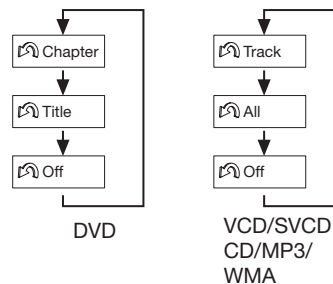 Chapter
Title
Off
DVD
Track
All
Off
VCD/SVCD
CD/MP3/
WMA